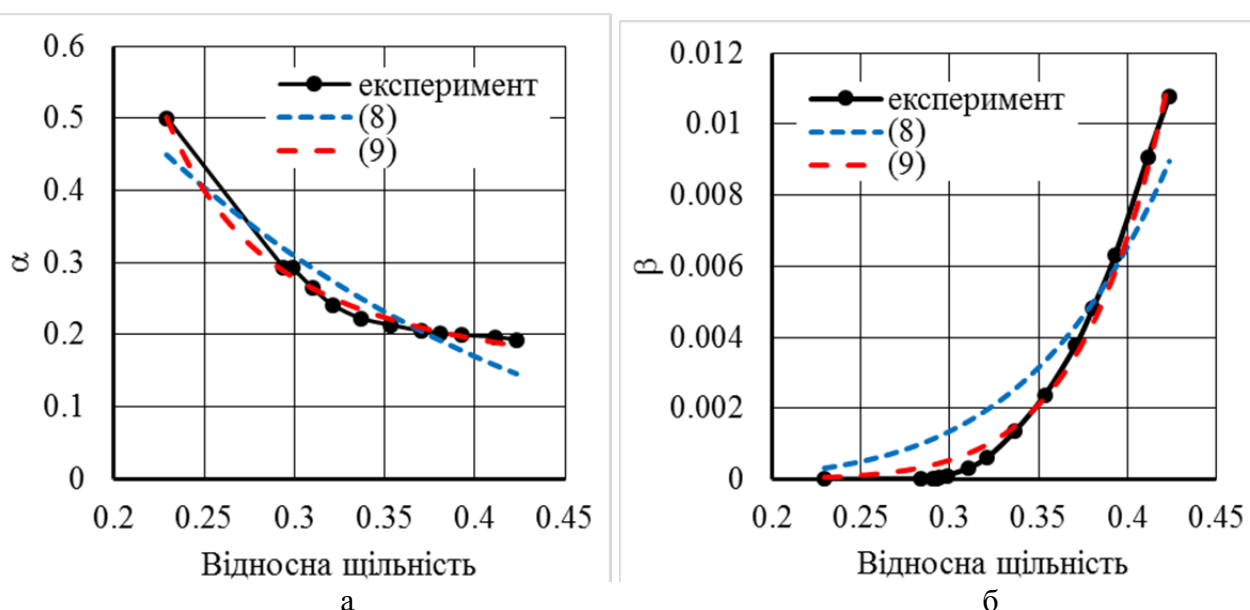 0.6
0.5
0.4
0.3
0.2
0.1
0
α
експеримент
(8)
(9)
0.2 0.25 0.3 0.35 0.4 0.45
Відносна щільність
а
0.012
0.01
0.008
0.006
0.004
0.002
0
β
експеримент
(8)
(9)
0.2 0.25 0.3 0.35 0.4 0.45
Відносна щільність
б